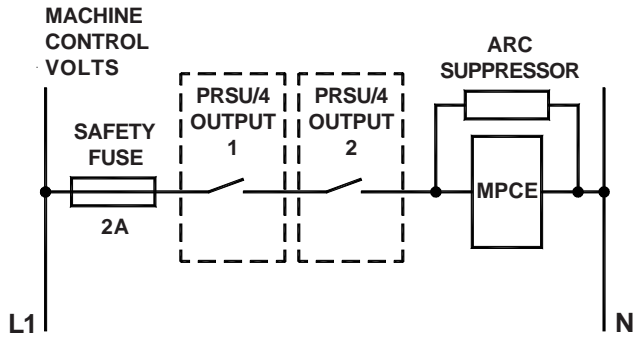 MACHINE
CONTROL
VOLTS
ARC
SUPPRESSOR
SAFETY
FUSE
2A
PRSU/4
OUTPUT
1
PRSU/4
OUTPUT
2
MPCE
L1
N